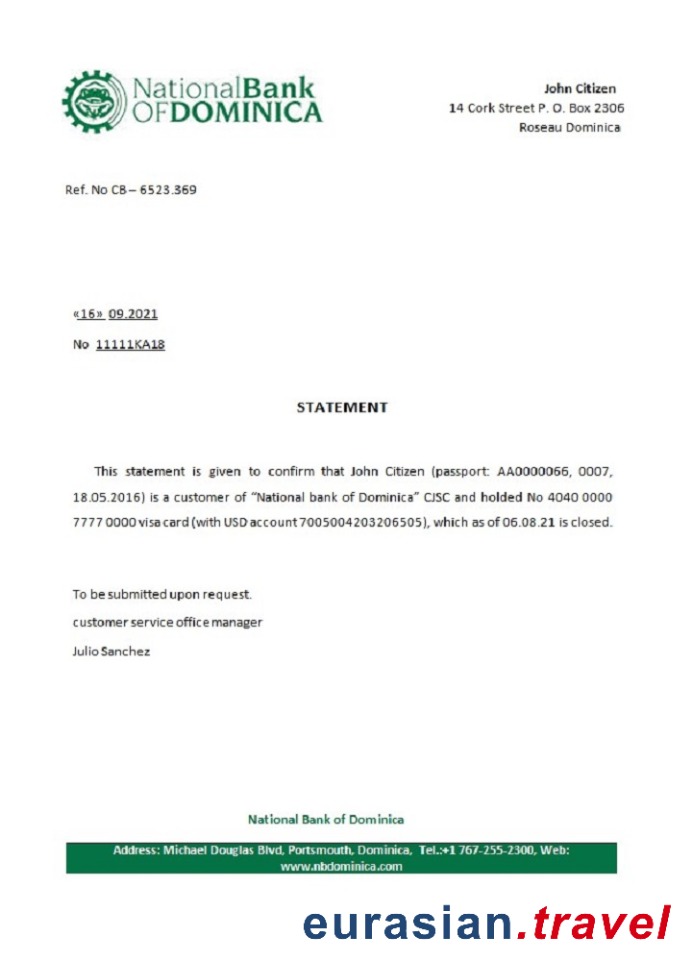 NationalBank
OFDOMINICA
John Citizen
14 Cork Street P. O. Box 2306
Roseau Dominica
Ref. No CB – 6523.369
«16» 09.2021
No 11111KA18
STATEMENT
This statement is given to confirm that John Citizen (passport: AA0000066, 0007,
18.05.2016) is a customer of “National bank of Dominica” CJSC and holded No 4040 0000
7777 0000 visa card (with USD account 7005004203206505), which as of 06.08.21 is closed.
To be submitted upon request.
customer service office manager
Julio Sanchez
National Bank of Dominica
Address: Michael Douglas Blvd, Portsmouth, Dominica, Tel.:+1 767-255-2300, Web:
www.nbdominica.com
eurasian.travel